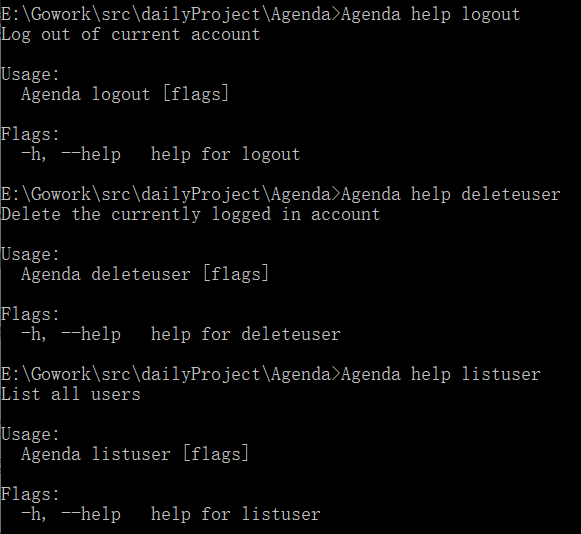 E:\Gowork\src\dailyProject\Agenda>Agenda help logout
Log out of current account
Usage:
  Agenda logout [flags]
Flags:
  -h, --help   help for logout
E:\Gowork\src\dailyProject\Agenda>Agenda help deleteuser
Delete the currently logged in account
Usage:
  Agenda deleteuser [flags]
Flags:
  -h, --help   help for deleteuser
E:\Gowork\src\dailyProject\Agenda>Agenda help listuser
List all users
Usage:
  Agenda listuser [flags]
Flags:
  -h, --help   help for listuser